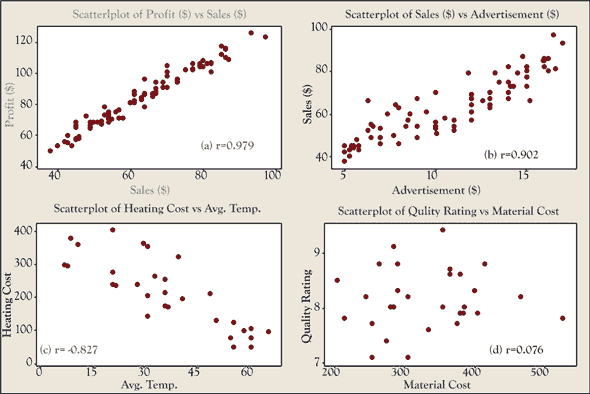 Scatterlplot of Profit ($) vs Sales ($)
120
100
80
60
40
Profit ($)
40 60 80 100
Sales ($)
(a) r=0.979
Scatterplot of Sales ($) vs Advertisement ($)
100
80
60
40
Sales ($)
5 10 15
Advertisement ($)
(b) r=0.902
Scatterplot of Heating Cost vs Avg. Temp.
400
300
200
100
0
Heating Cost
0 15 30 45 60
Avg. Temp.
(c) r= -0.827
Scatterplot of Qulity Rating vs Material Cost
9
8
7
Quality Rating
200 300 400 500
Material Cost
(d) r=0.076